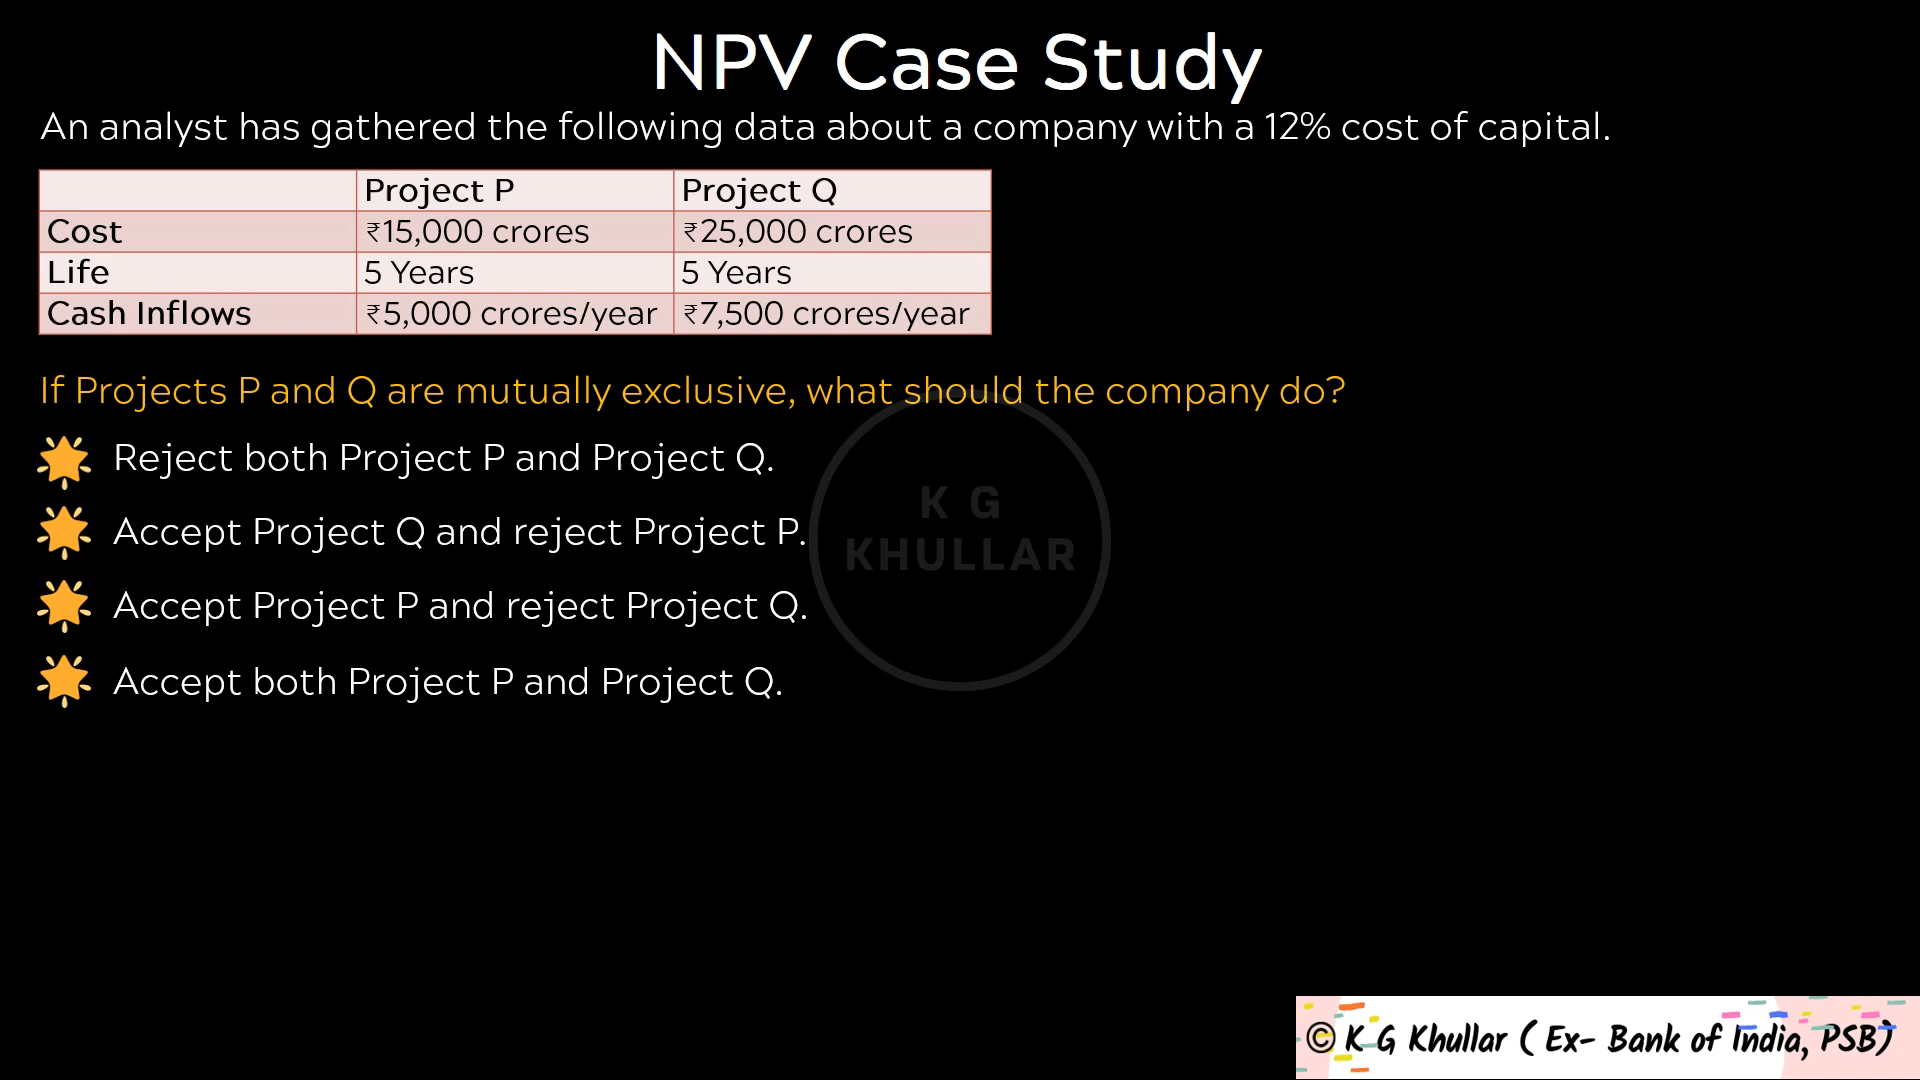 NPV Case Study
An analyst has gathered the following data about a company with a 12% cost of capital.
Project P Project Q
Cost ₹15,000 crores ₹25,000 crores
Life 5 Years 5 Years
Cash Inflows ₹5,000 crores/year ₹7,500 crores/year
If Projects P and Q are mutually exclusive, what should the company do?
Reject both Project P and Project Q.
Accept Project Q and reject Project P.
Accept Project P and reject Project Q.
Accept both Project P and Project Q.
K G
KHULLAR
© K G Khullar ( Ex- Bank of India, PSB)